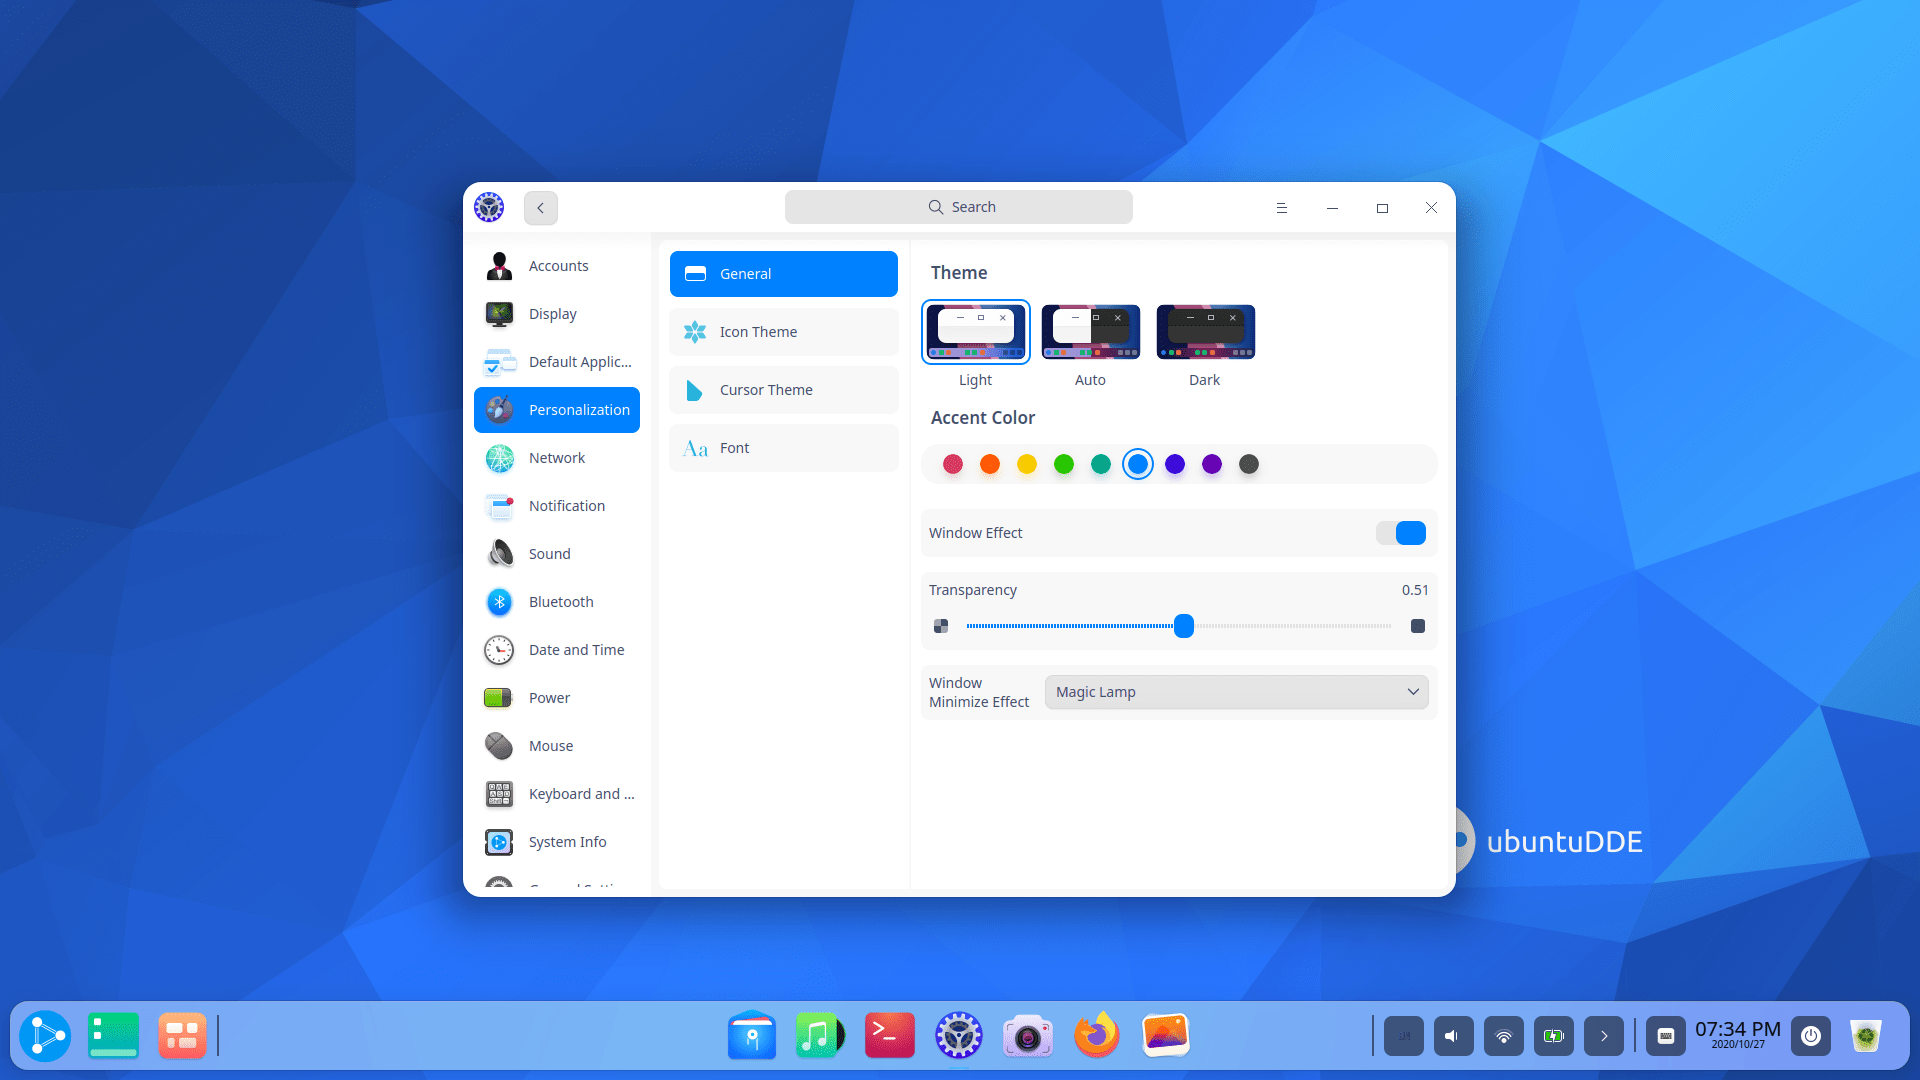 Search
Accounts
Display
Default Applic...
Personalization
Network
Notification
Sound
Bluetooth
Date and Time
Power
Mouse
Keyboard and ...
System Info
General
Icon Theme
Cursor Theme
Aa Font
Theme
Light Auto Dark
Accent Color
Window Effect
Transparency 0.51
Window
Minimize Effect
Magic Lamp
ubuntuDDE
07:34 PM
2020/10/27